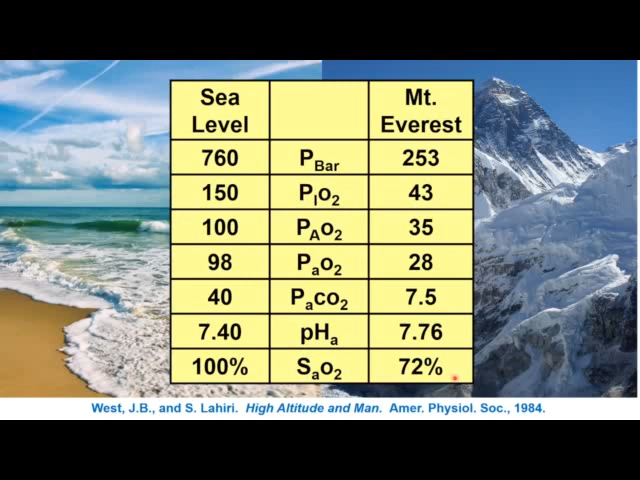 Sea Level Mt. Everest
760 PBar 253
150 PIo2 43
100 PAo2 35
98 Pao2 28
40 Paco2 7.5
7.40 pHa 7.76
100% Sao2 72%
West, J.B., and S. Lahiri. High Altitude and Man. Amer. Physiol. Soc., 1984.